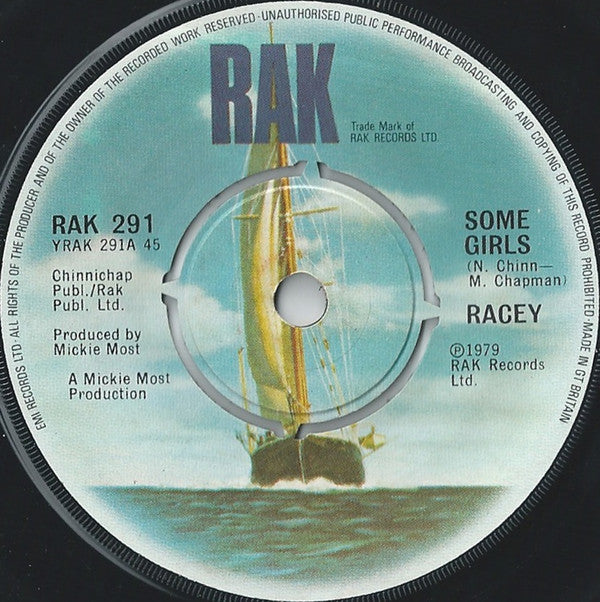 RAK
Trade Mark of
RAK RECORDS LTD.
RAK 291
YRAK 291A 45
Chinnichap
Publ./Rak
Publ. Ltd.
Produced by
Mickie Most
A Mickie Most
Production
SOME
GIRLS
(N. Chinn—
M. Chapman)
RACEY
℗1979
RAK Records
Ltd.
EMI RECORDS LTD·ALL RIGHTS OF THE PRODUCER AND OF THE OWNER OF THE RECORDED WORK RESERVED·UNAUTHORISED PUBLIC PERFORMANCE BROADCASTING AND COPYING OF THIS RECORD PROHIBITED·MADE IN GT BRITAIN